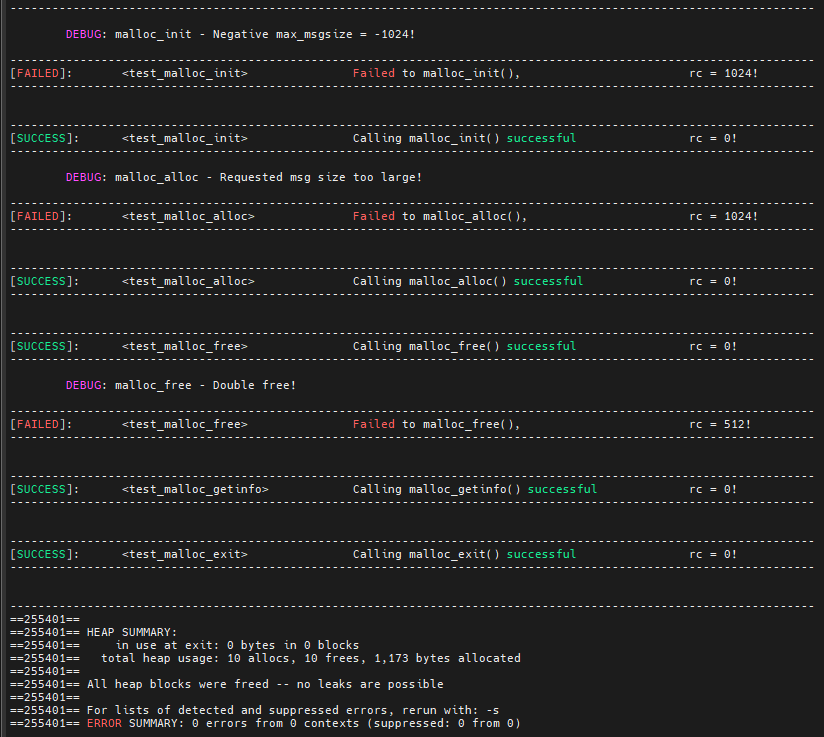 --------------------------------------------------------------------------------------------------------------------
DEBUG: malloc_init - Negative max_msgsize = -1024!
--------------------------------------------------------------------------------------------------------------------
[FAILED]: <test_malloc_init> Failed to malloc_init(), rc = 1024!
--------------------------------------------------------------------------------------------------------------------
--------------------------------------------------------------------------------------------------------------------
[SUCCESS]: <test_malloc_init> Calling malloc_init() successful rc = 0!
--------------------------------------------------------------------------------------------------------------------
DEBUG: malloc_alloc - Requested msg size too large!
--------------------------------------------------------------------------------------------------------------------
[FAILED]: <test_malloc_alloc> Failed to malloc_alloc(), rc = 1024!
--------------------------------------------------------------------------------------------------------------------
--------------------------------------------------------------------------------------------------------------------
[SUCCESS]: <test_malloc_alloc> Calling malloc_alloc() successful rc = 0!
--------------------------------------------------------------------------------------------------------------------
--------------------------------------------------------------------------------------------------------------------
[SUCCESS]: <test_malloc_free> Calling malloc_free() successful rc = 0!
--------------------------------------------------------------------------------------------------------------------
DEBUG: malloc_free - Double free!
--------------------------------------------------------------------------------------------------------------------
[FAILED]: <test_malloc_free> Failed to malloc_free(), rc = 512!
--------------------------------------------------------------------------------------------------------------------
--------------------------------------------------------------------------------------------------------------------
[SUCCESS]: <test_malloc_getinfo> Calling malloc_getinfo() successful rc = 0!
--------------------------------------------------------------------------------------------------------------------
--------------------------------------------------------------------------------------------------------------------
[SUCCESS]: <test_malloc_exit> Calling malloc_exit() successful rc = 0!
--------------------------------------------------------------------------------------------------------------------
--------------------------------------------------------------------------------------------------------------------
==255401==
==255401== HEAP SUMMARY:
==255401==     in use at exit: 0 bytes in 0 blocks
==255401==   total heap usage: 10 allocs, 10 frees, 1,173 bytes allocated
==255401==
==255401== All heap blocks were freed -- no leaks are possible
==255401==
==255401== For lists of detected and suppressed errors, rerun with: -s
==255401== ERROR SUMMARY: 0 errors from 0 contexts (suppressed: 0 from 0)